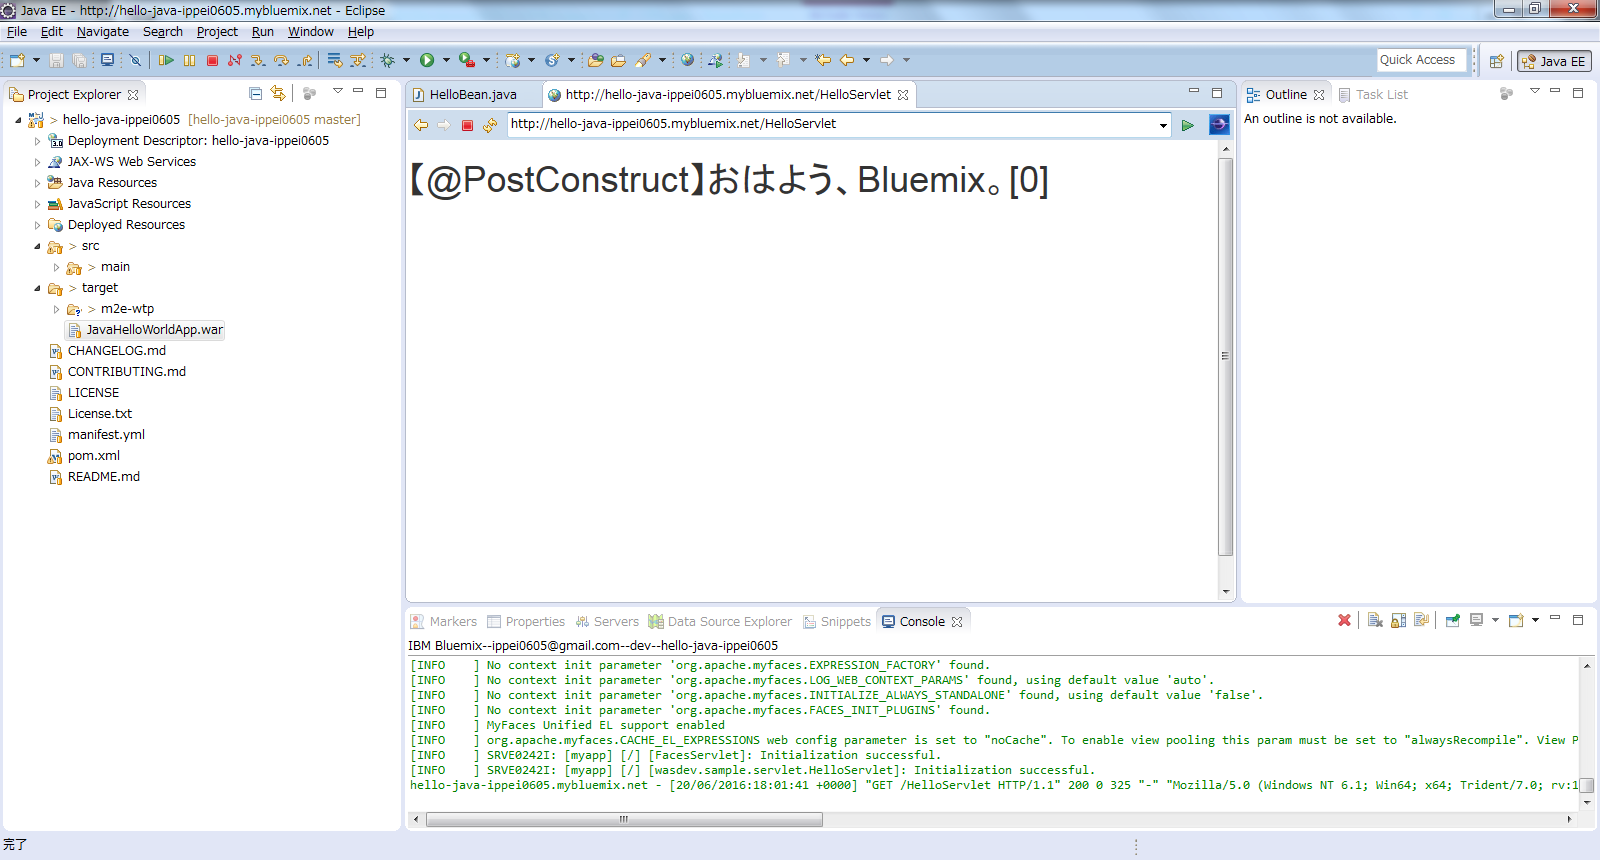 Java EE - http://hello-java-ippei0605.mybluemix.net - Eclipse
File Edit Navigate Search Project Run Window Help
Quick Access
Java EE
Project Explorer
> hello-java-ippei0605 [hello-java-ippei0605 master]
Deployment Descriptor: hello-java-ippei0605
JAX-WS Web Services
Java Resources
JavaScript Resources
Deployed Resources
> src
> main
> target
> m2e-wtp
JavaHelloWorldApp.war
CHANGELOG.md
CONTRIBUTING.md
LICENSE
License.txt
manifest.yml
pom.xml
README.md
HelloBean.java
http://hello-java-ippei0605.mybluemix.net/HelloServlet
http://hello-java-ippei0605.mybluemix.net/HelloServlet
【@PostConstruct】おはよう、Bluemix。[0]
Outline
Task List
An outline is not available.
Markers Properties Servers Data Source Explorer Snippets Console
IBM Bluemix--ippei0605@gmail.com--dev--hello-java-ippei0605
[INFO    ] No context init parameter 'org.apache.myfaces.EXPRESSION_FACTORY' found.
[INFO    ] No context init parameter 'org.apache.myfaces.LOG_WEB_CONTEXT_PARAMS' found, using default value 'auto'.
[INFO    ] No context init parameter 'org.apache.myfaces.INITIALIZE_ALWAYS_STANDALONE' found, using default value 'false'.
[INFO    ] No context init parameter 'org.apache.myfaces.FACES_INIT_PLUGINS' found.
[INFO    ] MyFaces Unified EL support enabled
[INFO    ] org.apache.myfaces.CACHE_EL_EXPRESSIONS web config parameter is set to "noCache". To enable view pooling this param must be set to "alwaysRecompile". View P
[INFO    ] SRVE0242I: [myapp] [/] [FacesServlet]: Initialization successful.
[INFO    ] SRVE0242I: [myapp] [/] [wasdev.sample.servlet.HelloServlet]: Initialization successful.
hello-java-ippei0605.mybluemix.net - [20/06/2016:18:01:41 +0000] "GET /HelloServlet HTTP/1.1" 200 0 325 "-" "Mozilla/5.0 (Windows NT 6.1; Win64; x64; Trident/7.0; rv:1
完了